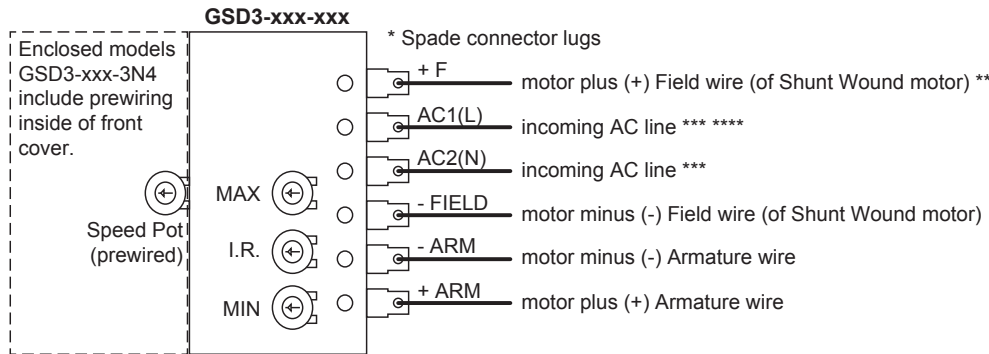 GSD3-xxx-xxx
Enclosed models
GSD3-xxx-3N4
include prewiring
inside of front
cover.
Speed Pot
(prewired)
MAX
I.R.
MIN
* Spade connector lugs
+ F
motor plus (+) Field wire (of Shunt Wound motor) **
AC1(L)
incoming AC line *** ****
AC2(N)
incoming AC line ***
- FIELD
motor minus (-) Field wire (of Shunt Wound motor)
- ARM
motor minus (-) Armature wire
+ ARM
motor plus (+) Armature wire